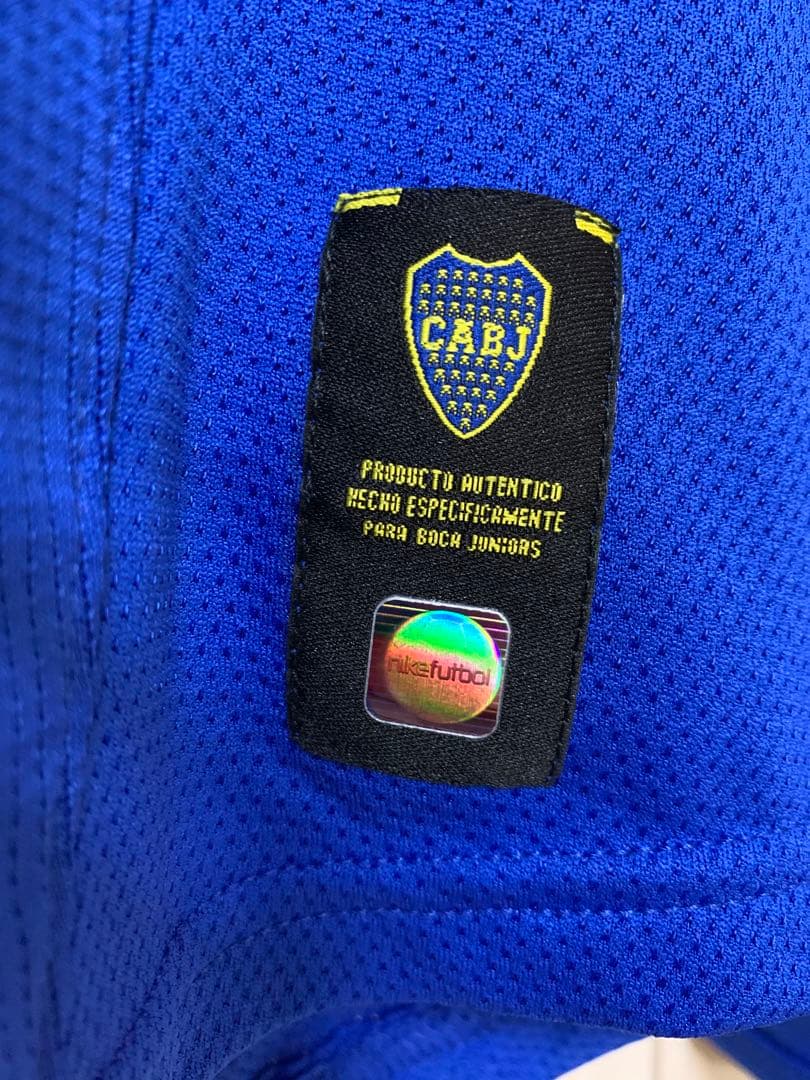 CABJ
PRODUCTO AUTENTICO
HECHO ESPECIFICAMENTE
PARA BOCA JUNIORS
nikefutbol